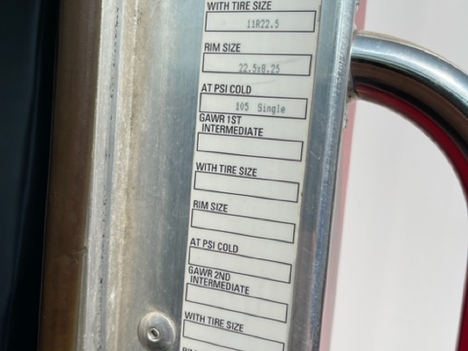 WITH TIRE SIZE
11R22.5
RIM SIZE
22.5x8.25
AT PSI COLD
105 Single
GAWR 1ST
INTERMEDIATE
WITH TIRE SIZE
RIM SIZE
AT PSI COLD
GAWR 2ND
INTERMEDIATE
WITH TIRE SIZE
RIM